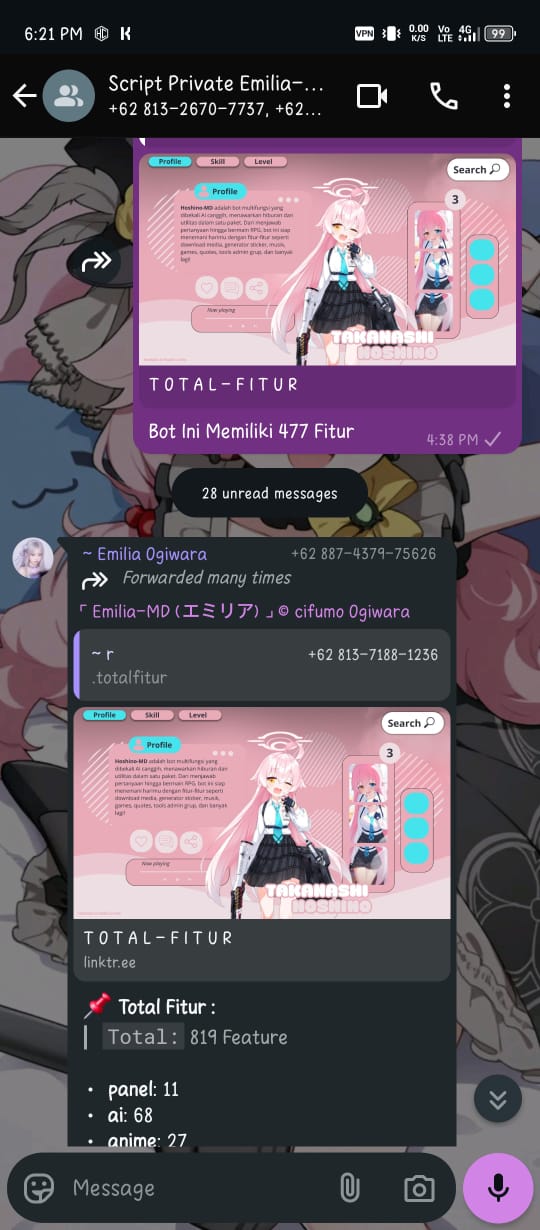 6:21 PM
VPN
0.00
K/S
Vo
LTE
4G
99
Script Private Emilia-...
+62 813-2670-7737, +62...
Profile
Skill
Level
Search
Profile
3
Hoshino-MD adalah bot multifungsi yang
dibekali AI canggih, menawarkan hiburan dan
utilitas dalam satu paket. Dari menjawab
pertanyaan hingga bermain RPG, bot ini siap
menemani harimu dengan fitur-fitur seperti
download media, generator sticker, musik,
games, quotes, tools admin grup, dan banyak
lagi!
Now playing
TAKANASHI
HOSHINO
T O T A L - F I T U R
Bot Ini Memiliki 477 Fitur
4:38 PM
28 unread messages
~ Emilia Ogiwara
+62 887-4379-75626
Forwarded many times
「 Emilia-MD (エミリア) 」© cifumo Ogiwara
~ r
+62 813-7188-1236
.totalfitur
Profile
Skill
Level
Search
Profile
3
Hoshino-MD adalah bot multifungsi yang
dibekali AI canggih, menawarkan hiburan dan
utilitas dalam satu paket. Dari menjawab
pertanyaan hingga bermain RPG, bot ini siap
menemani harimu dengan fitur-fitur seperti
download media, generator sticker, musik,
games, quotes, tools admin grup, dan banyak
lagi!
Now playing
TAKANASHI
HOSHINO
T O T A L - F I T U R
linktr.ee
📌 Total Fitur :
Total: 819 Feature
• panel: 11
• ai: 68
• anime: 27
Message